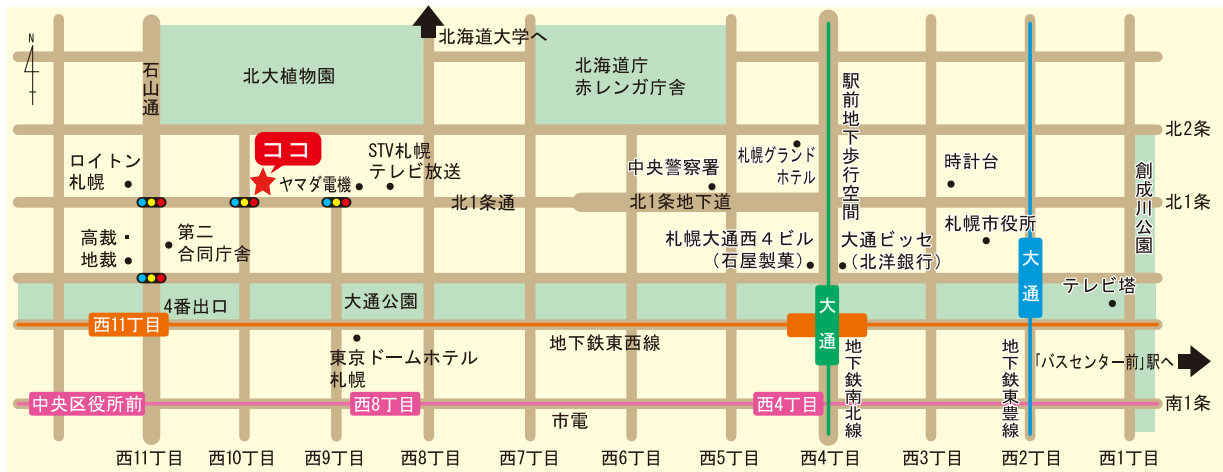 N
北海道大学へ
石山通
北大植物園
北海道庁
赤レンガ庁舎
駅前地下歩行空間
北2条
ココ
ロイトン
札幌
STV札幌
テレビ放送
ヤマダ電機
中央警察署
札幌グランド
ホテル
時計台
創成川公園
北1条通
北1条地下道
北1条
高裁・
地裁
第二
合同庁舎
札幌大通西4ビル
(石屋製菓)
大通ビッセ
(北洋銀行)
札幌市役所
大通
テレビ塔
4番出口
大通公園
大通
西11丁目
東京ドームホテル
札幌
地下鉄東西線
地下鉄南北線
地下鉄東豊線
「バスセンター前」駅へ
中央区役所前
西8丁目
西4丁目
市電
南1条
西11丁目
西10丁目
西9丁目
西8丁目
西7丁目
西6丁目
西5丁目
西4丁目
西3丁目
西2丁目
西1丁目